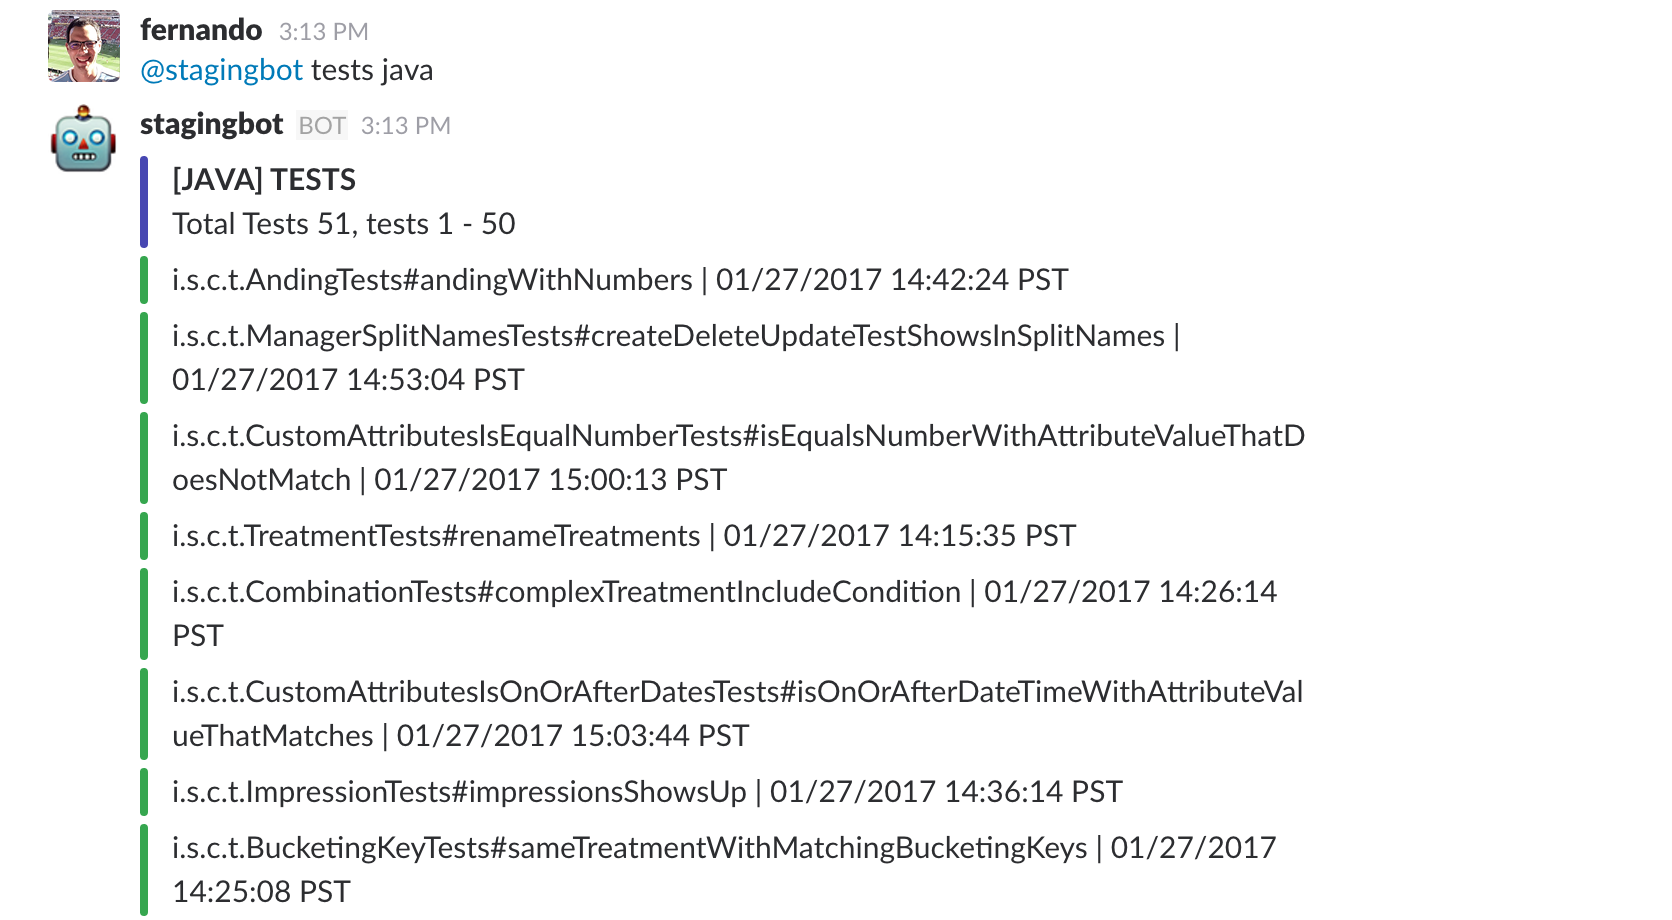 fernando 3:13 PM
@stagingbot tests java
stagingbot BOT 3:13 PM
[JAVA] TESTS
Total Tests 51, tests 1 - 50
i.s.c.t.AndingTests#andingWithNumbers | 01/27/2017 14:42:24 PST
i.s.c.t.ManagerSplitNamesTests#createDeleteUpdateTestShowsInSplitNames |
01/27/2017 14:53:04 PST
i.s.c.t.CustomAttributesIsEqualNumberTests#isEqualsNumberWithAttributeValueThatD
oesNotMatch | 01/27/2017 15:00:13 PST
i.s.c.t.TreatmentTests#renameTreatments | 01/27/2017 14:15:35 PST
i.s.c.t.CombinationTests#complexTreatmentIncludeCondition | 01/27/2017 14:26:14
PST
i.s.c.t.CustomAttributesIsOnOrAfterDatesTests#isOnOrAfterDateTimeWithAttributeVal
ueThatMatches | 01/27/2017 15:03:44 PST
i.s.c.t.ImpressionTests#impressionsShowsUp | 01/27/2017 14:36:14 PST
i.s.c.t.BucketingKeyTests#sameTreatmentWithMatchingBucketingKeys | 01/27/2017
14:25:08 PST